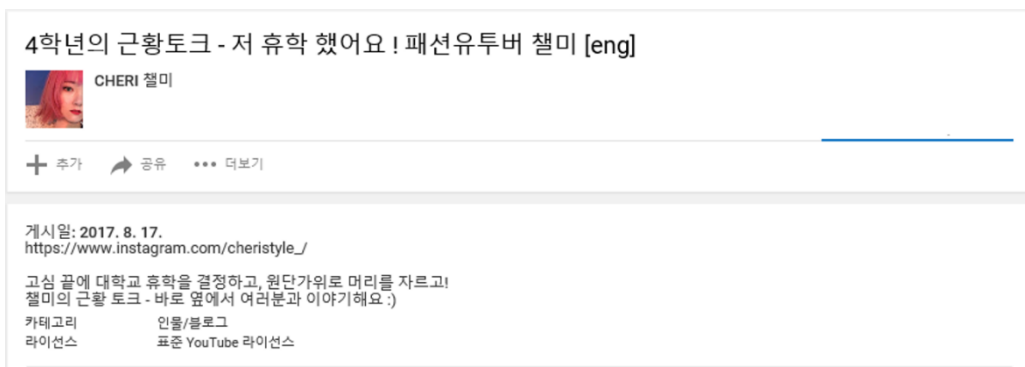 4학년의 근황토크 - 저 휴학 했어요 ! 패션유투버 챌미 [eng]
CHERI 챌미
추가 공유 더보기
게시일: 2017. 8. 17.
https://www.instagram.com/cheristyle_/
고심 끝에 대학교 휴학을 결정하고, 원단가위로 머리를 자르고!
챌미의 근황 토크 - 바로 옆에서 여러분과 이야기해요 :)
카테고리 인물/블로그
라이선스 표준 YouTube 라이선스